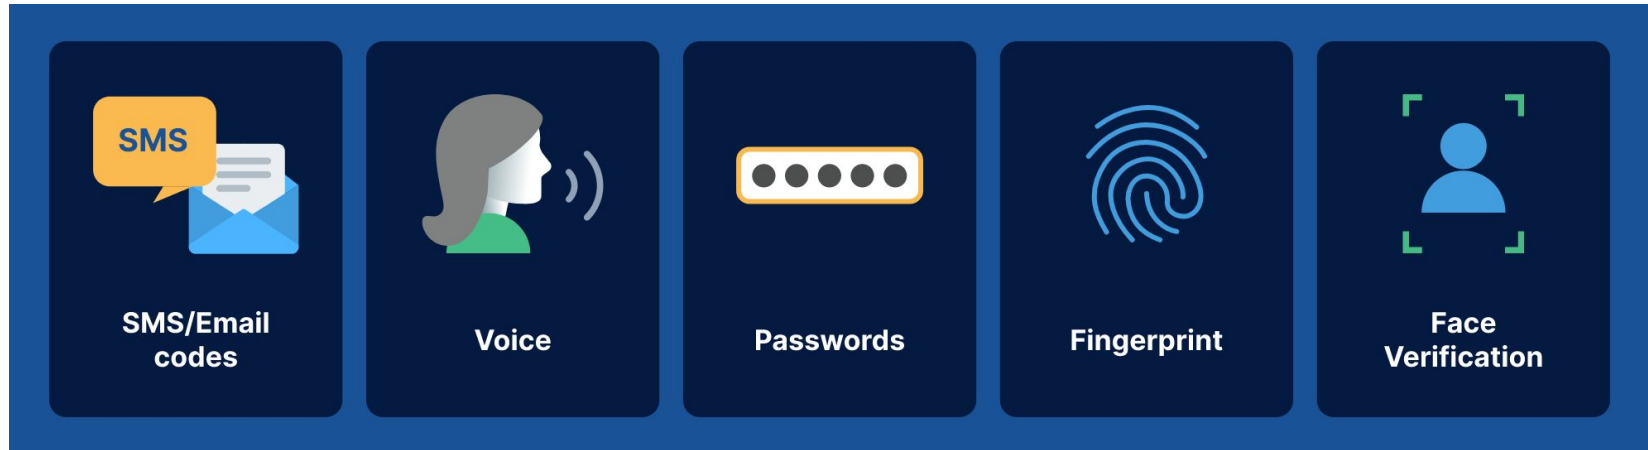 SMS
SMS/Email
codes
Voice
Passwords
Fingerprint
Face
Verification